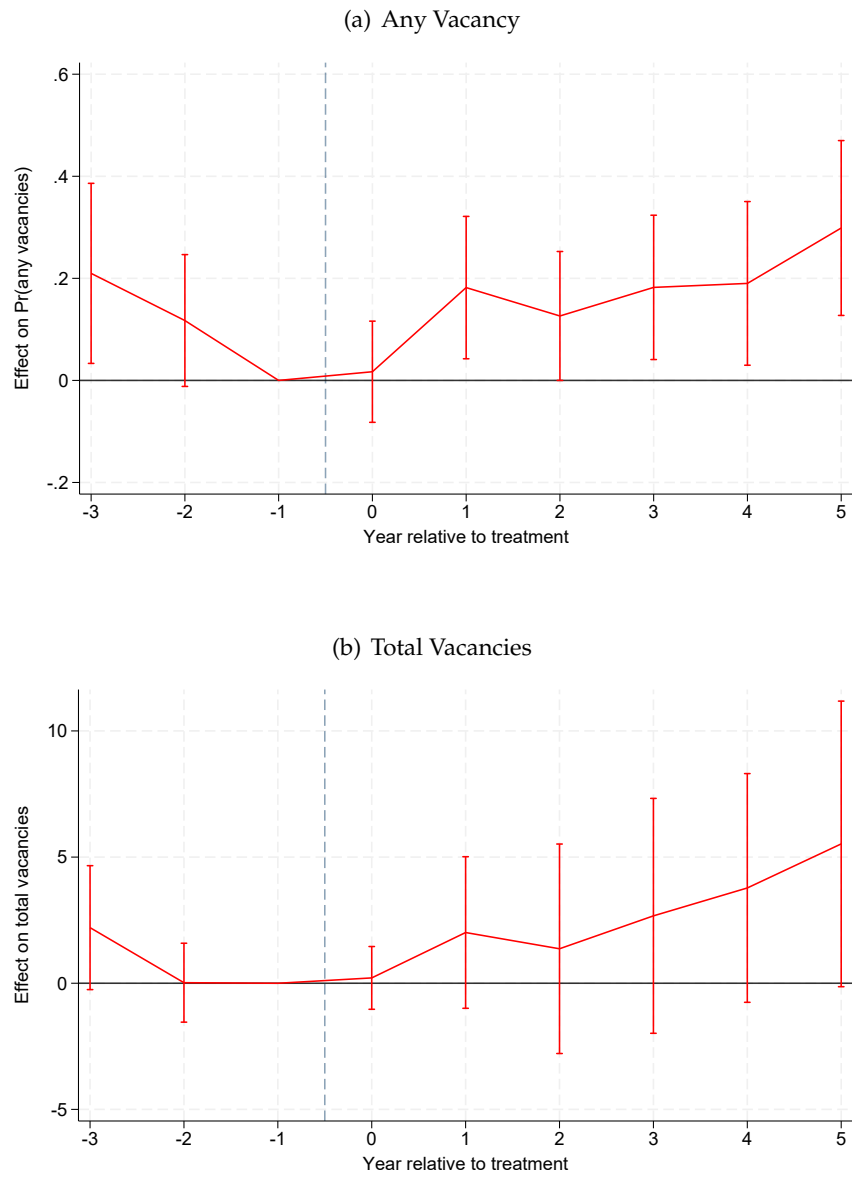 (a) Any Vacancy
.6
.4
.2
0
-.2
Effect on Pr(any vacancies)
-3 -2 -1 0 1 2 3 4 5
Year relative to treatment
(b) Total Vacancies
10
5
0
-5
Effect on total vacancies
-3 -2 -1 0 1 2 3 4 5
Year relative to treatment